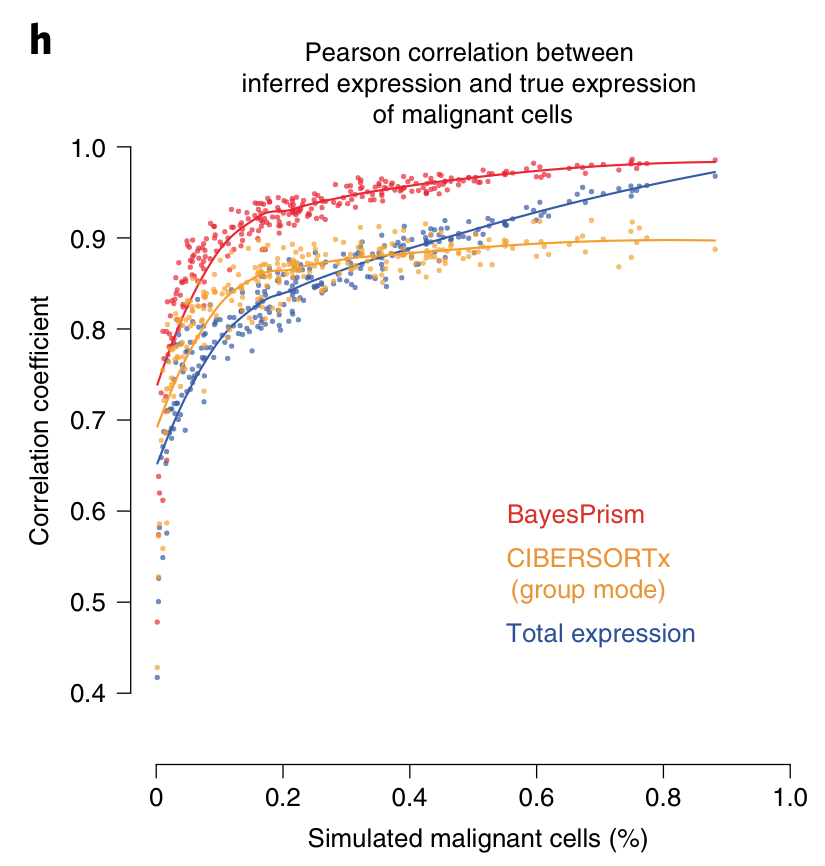 h
Pearson correlation between
inferred expression and true expression
of malignant cells
1.0
0.9
0.8
0.7
0.6
0.5
0.4
Correlation coefficient
BayesPrism
CIBERSORTx
(group mode)
Total expression
0 0.2 0.4 0.6 0.8 1.0
Simulated malignant cells (%)